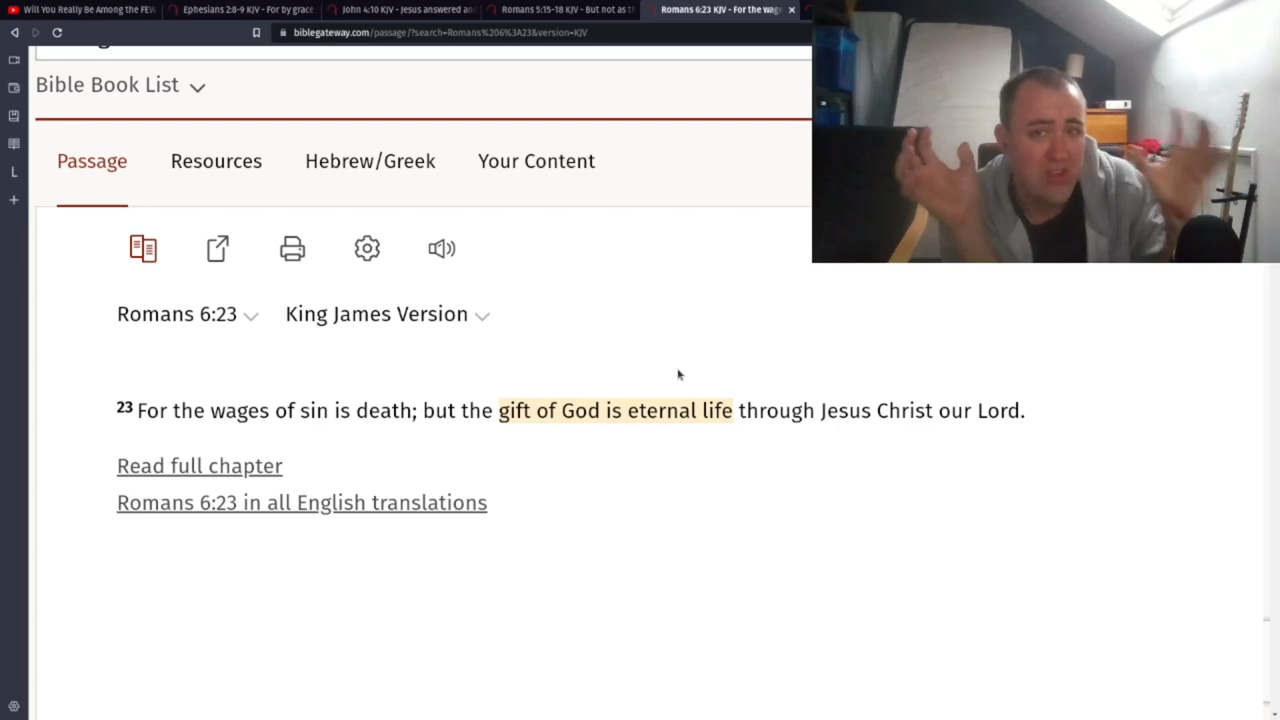 Will You Really Be Among the FEW
Ephesians 2:8-9 KJV - For by grace
John 4:10 KJV - Jesus answered an
Romans 5:15-18 KJV - But not as t
Romans 6:23 KJV - For the wage
biblegateway.com/passage/?search=Romans%206%3A23&version=KJV
Bible Book List
L
Passage Resources Hebrew/Greek Your Content
Romans 6:23 King James Version
23 For the wages of sin is death; but the gift of God is eternal life through Jesus Christ our Lord.
Read full chapter
Romans 6:23 in all English translations